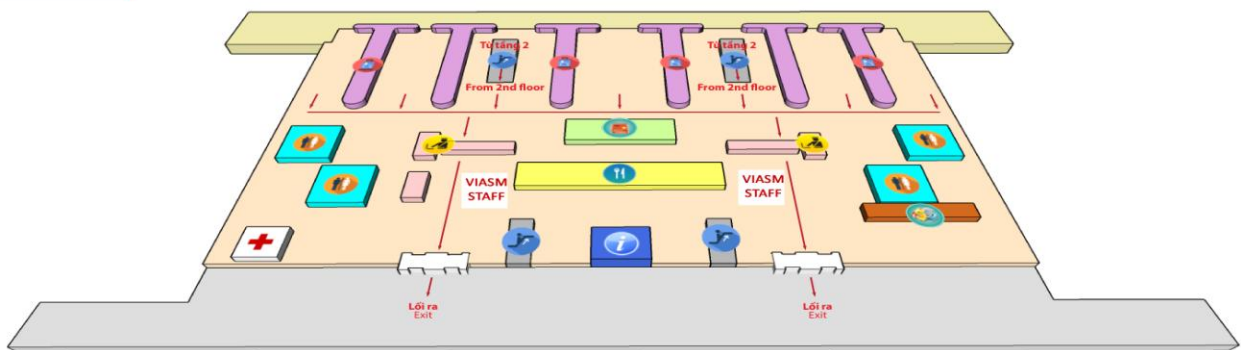 Từ tầng 2
From 2nd floor
Từ tầng 2
From 2nd floor
VIASM
STAFF
VIASM
STAFF
i
Lối ra
Exit
Lối ra
Exit